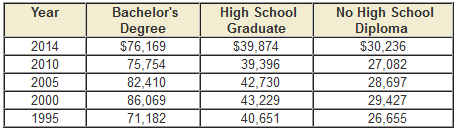 Year Bachelor's High School No High School
Degree Graduate Diploma
2014 $76,169 $39,874 $30,236
2010 75,754 39,396 27,082
2005 82,410 42,730 28,697
2000 86,069 43,229 29,427
1995 71,182 40,651 26,655